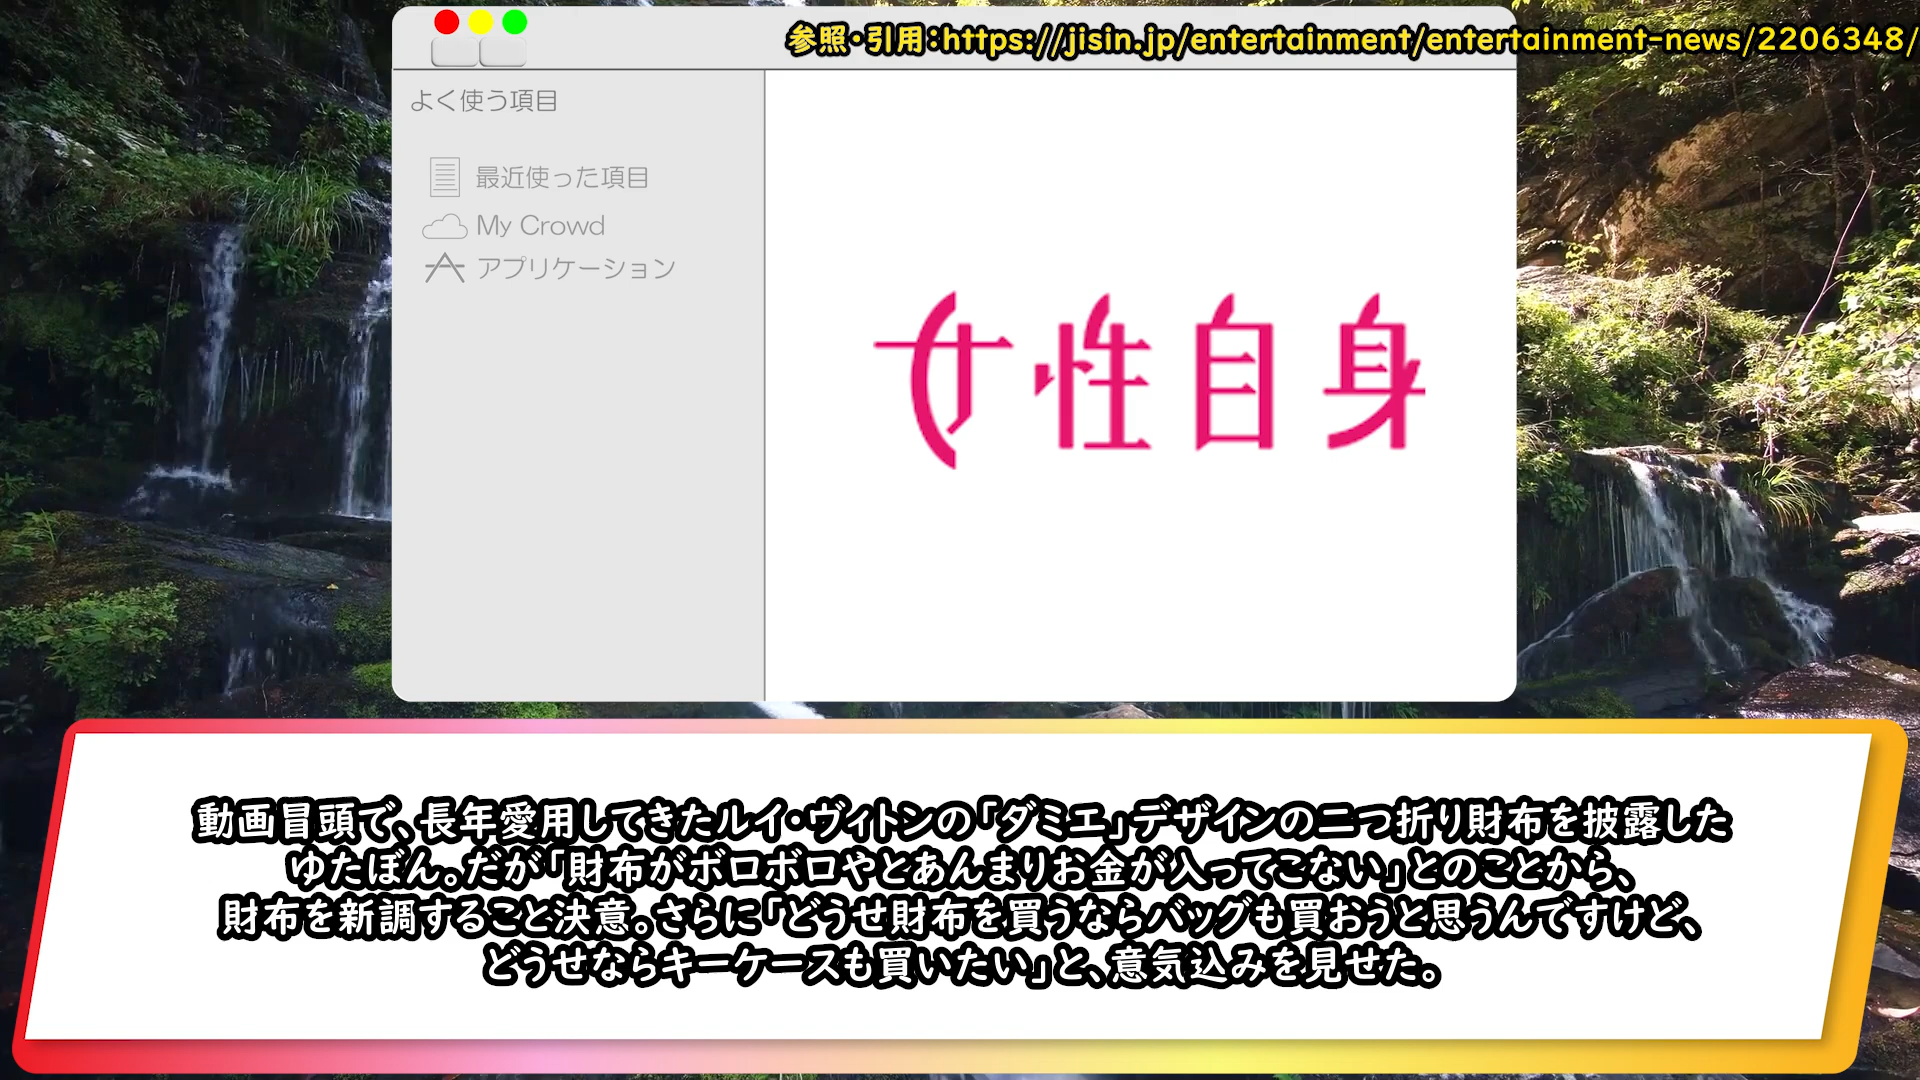 参照・引用：https://jisin.jp/entertainment/entertainment-news/2206348/
よく使う項目
最近使った項目
My Crowd
アプリケーション
女性自身
動画冒頭で、長年愛用してきたルイ・ヴィトンの「ダミエ」デザインの二つ折り財布を披露した
ゆたぼん。だが「財布がボロボロやとあんまりお金が入ってこない」とのことから、
財布を新調すること決意。さらに「どうせ財布を買うならバッグも買おうと思うんですけど、
どうせならキーケースも買いたい」と、意気込みを見せた。